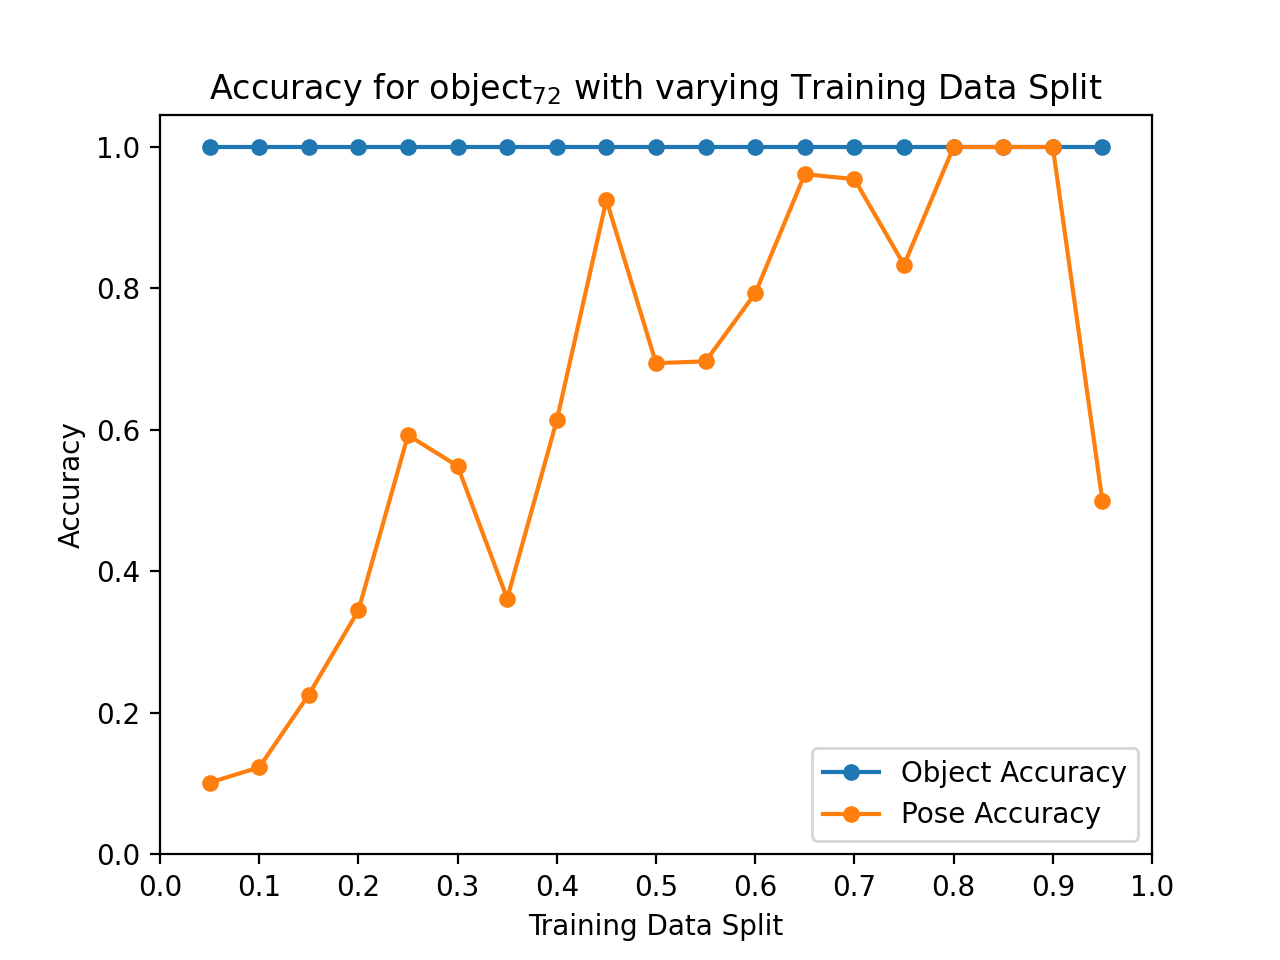 Accuracy for object₇₂ with varying Training Data Split
1.0
0.8
0.6
0.4
0.2
0.0
Accuracy
Object Accuracy
Pose Accuracy
0.0 0.1 0.2 0.3 0.4 0.5 0.6 0.7 0.8 0.9 1.0
Training Data Split